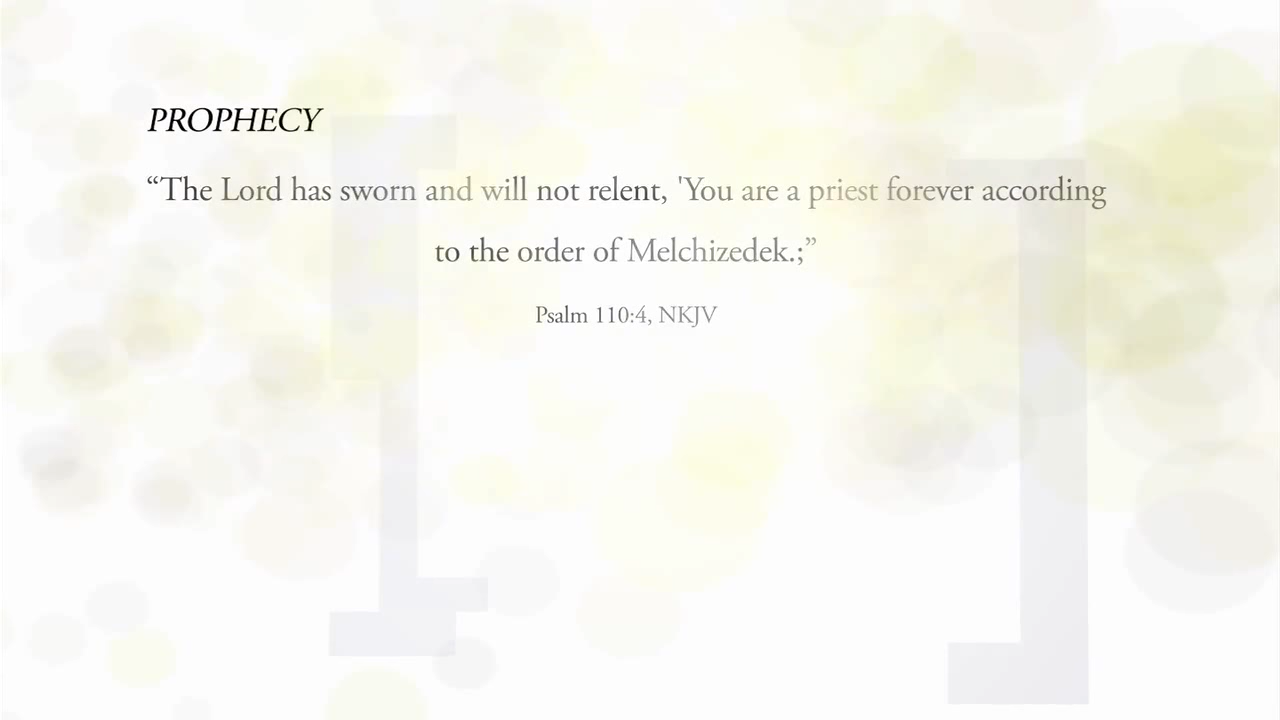 PROPHECY
“The Lord has sworn and will not relent, 'You are a priest forever according
to the order of Melchizedek.;”
Psalm 110:4, NKJV